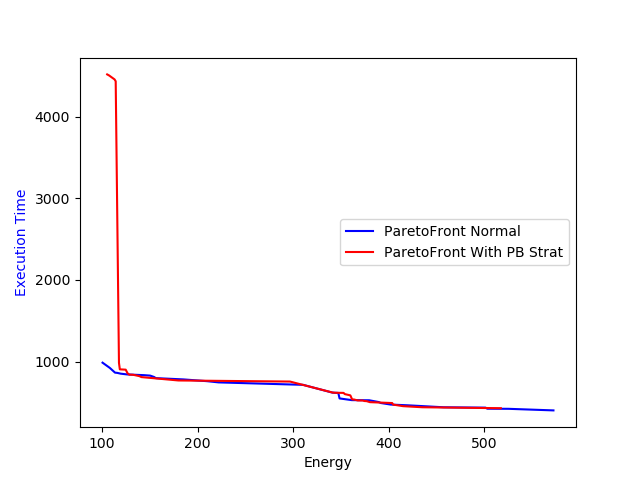 4000
3000
2000
1000
Execution Time
ParetoFront Normal
ParetoFront With PB Strat
100 200 300 400 500
Energy